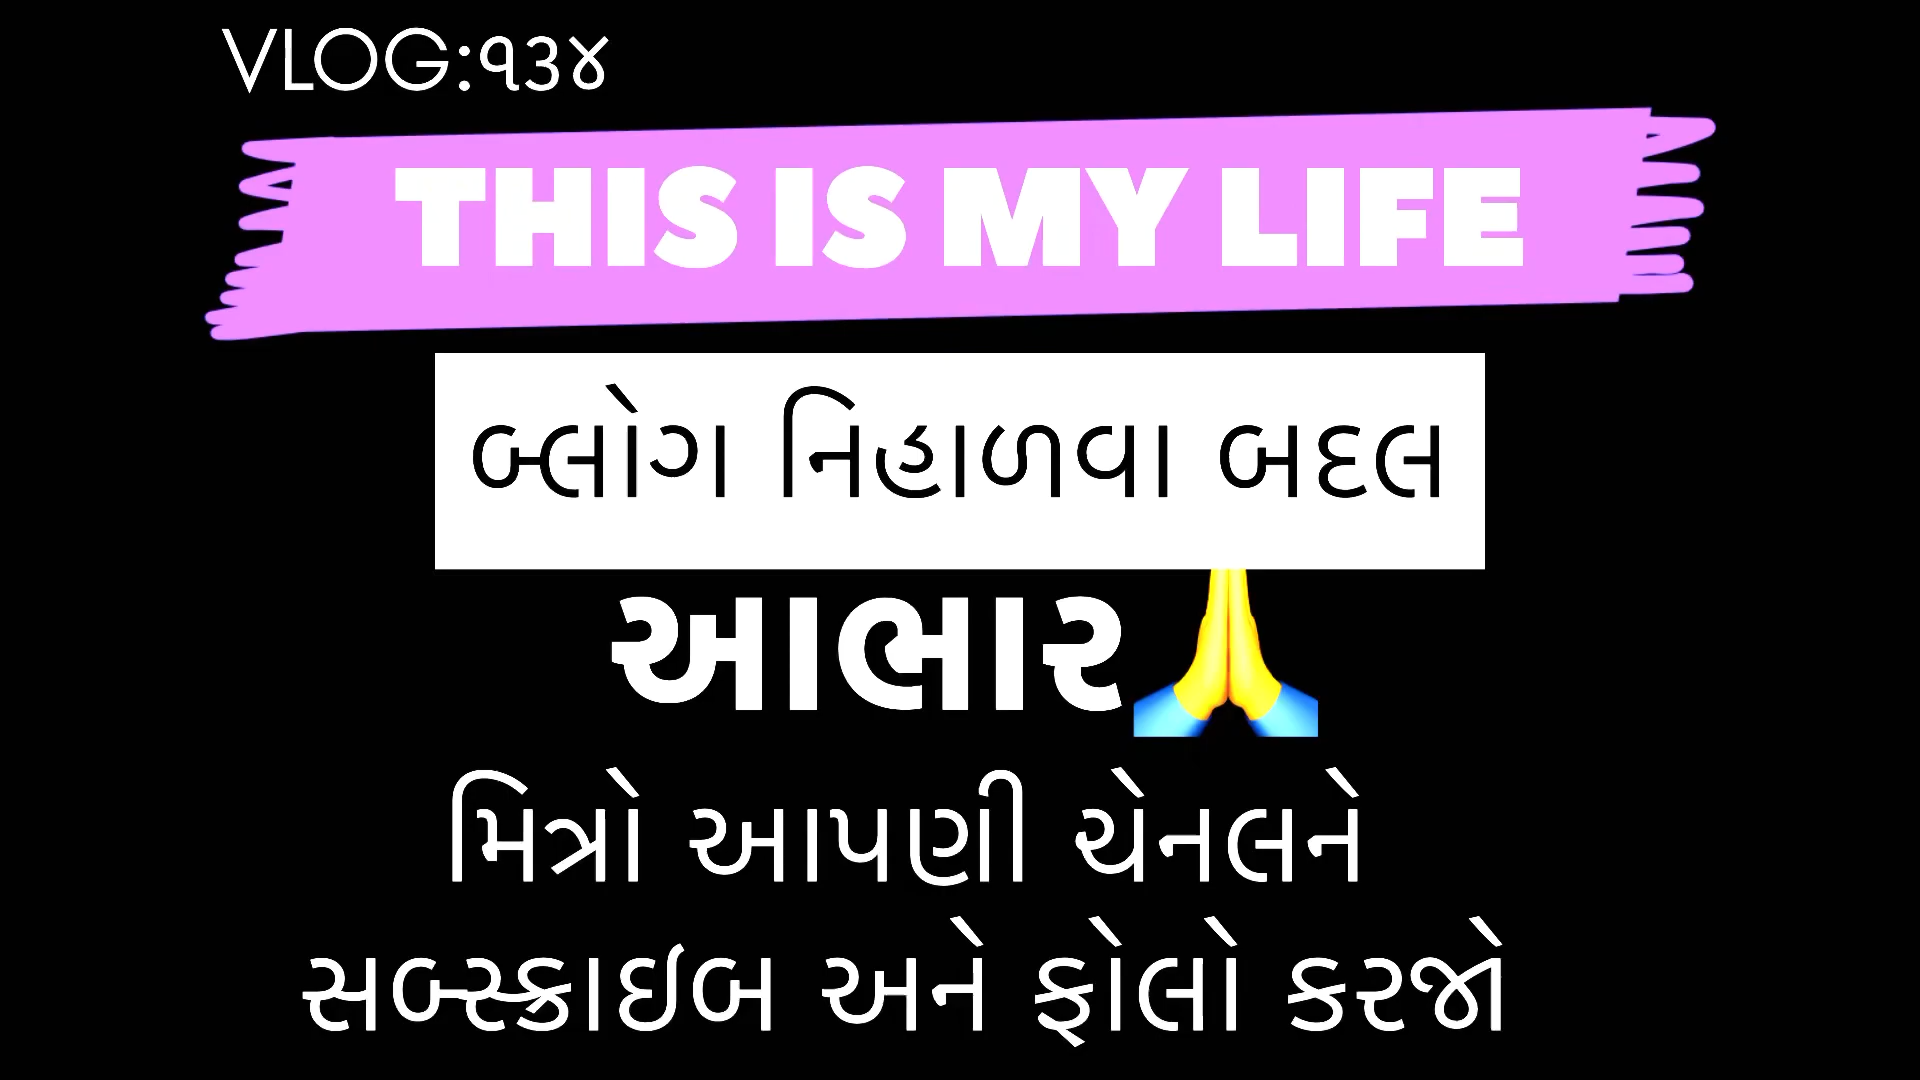 VLOG:૧૩૪
THIS IS MY LIFE
બ્લોગ નિહાળવા બદલ
આભાર🙏
મિત્રો આપણી ચેનલને
સબ્સ્ક્રાઇબ અને ફોલો કરજો